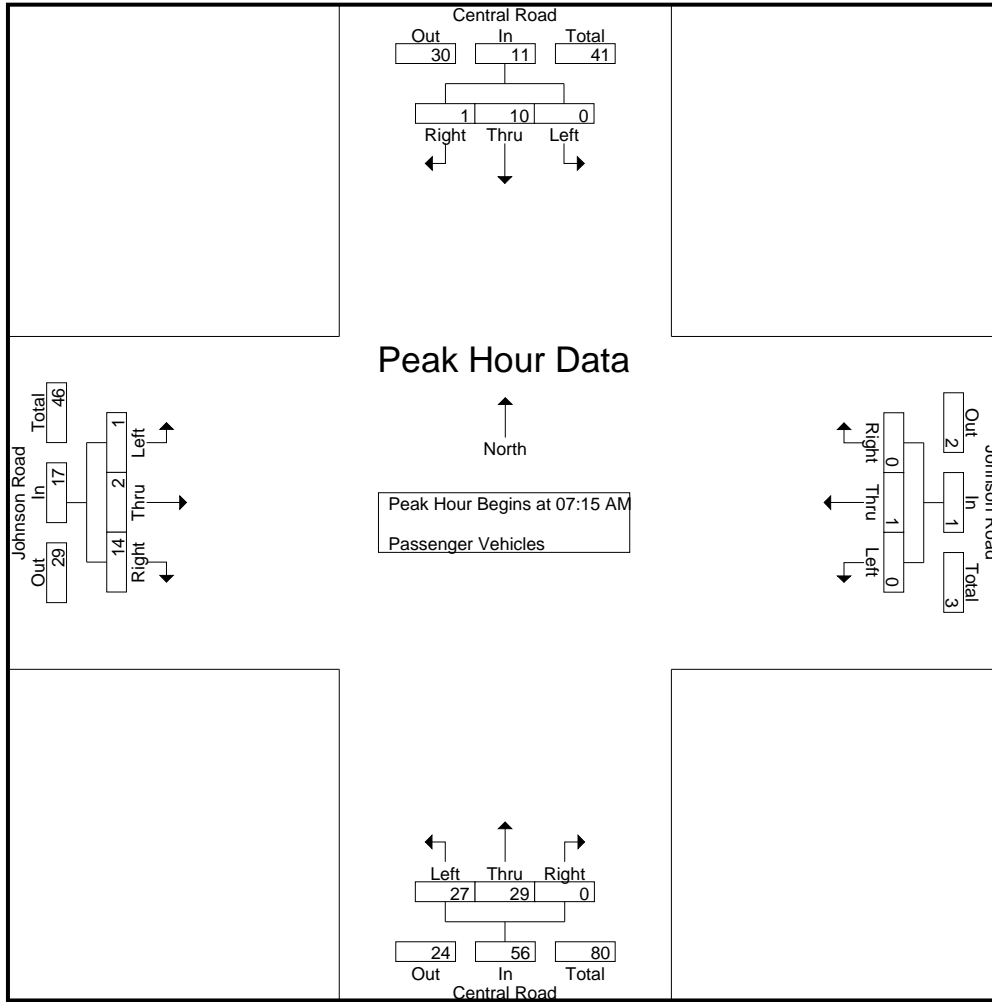 Central Road
Out In Total
30 11 41
1 10 0
Right Thru Left
Peak Hour Data
North
Peak Hour Begins at 07:15 AM
Passenger Vehicles
Johnson Road
Total In Out
46 17 29
1 2 14
Left Thru Right
Johnson Road
Out In Total
2 1 3
0 1 0
Right Thru Left
Left Thru Right
27 29 0
24 56 80
Out In Total
Central Road